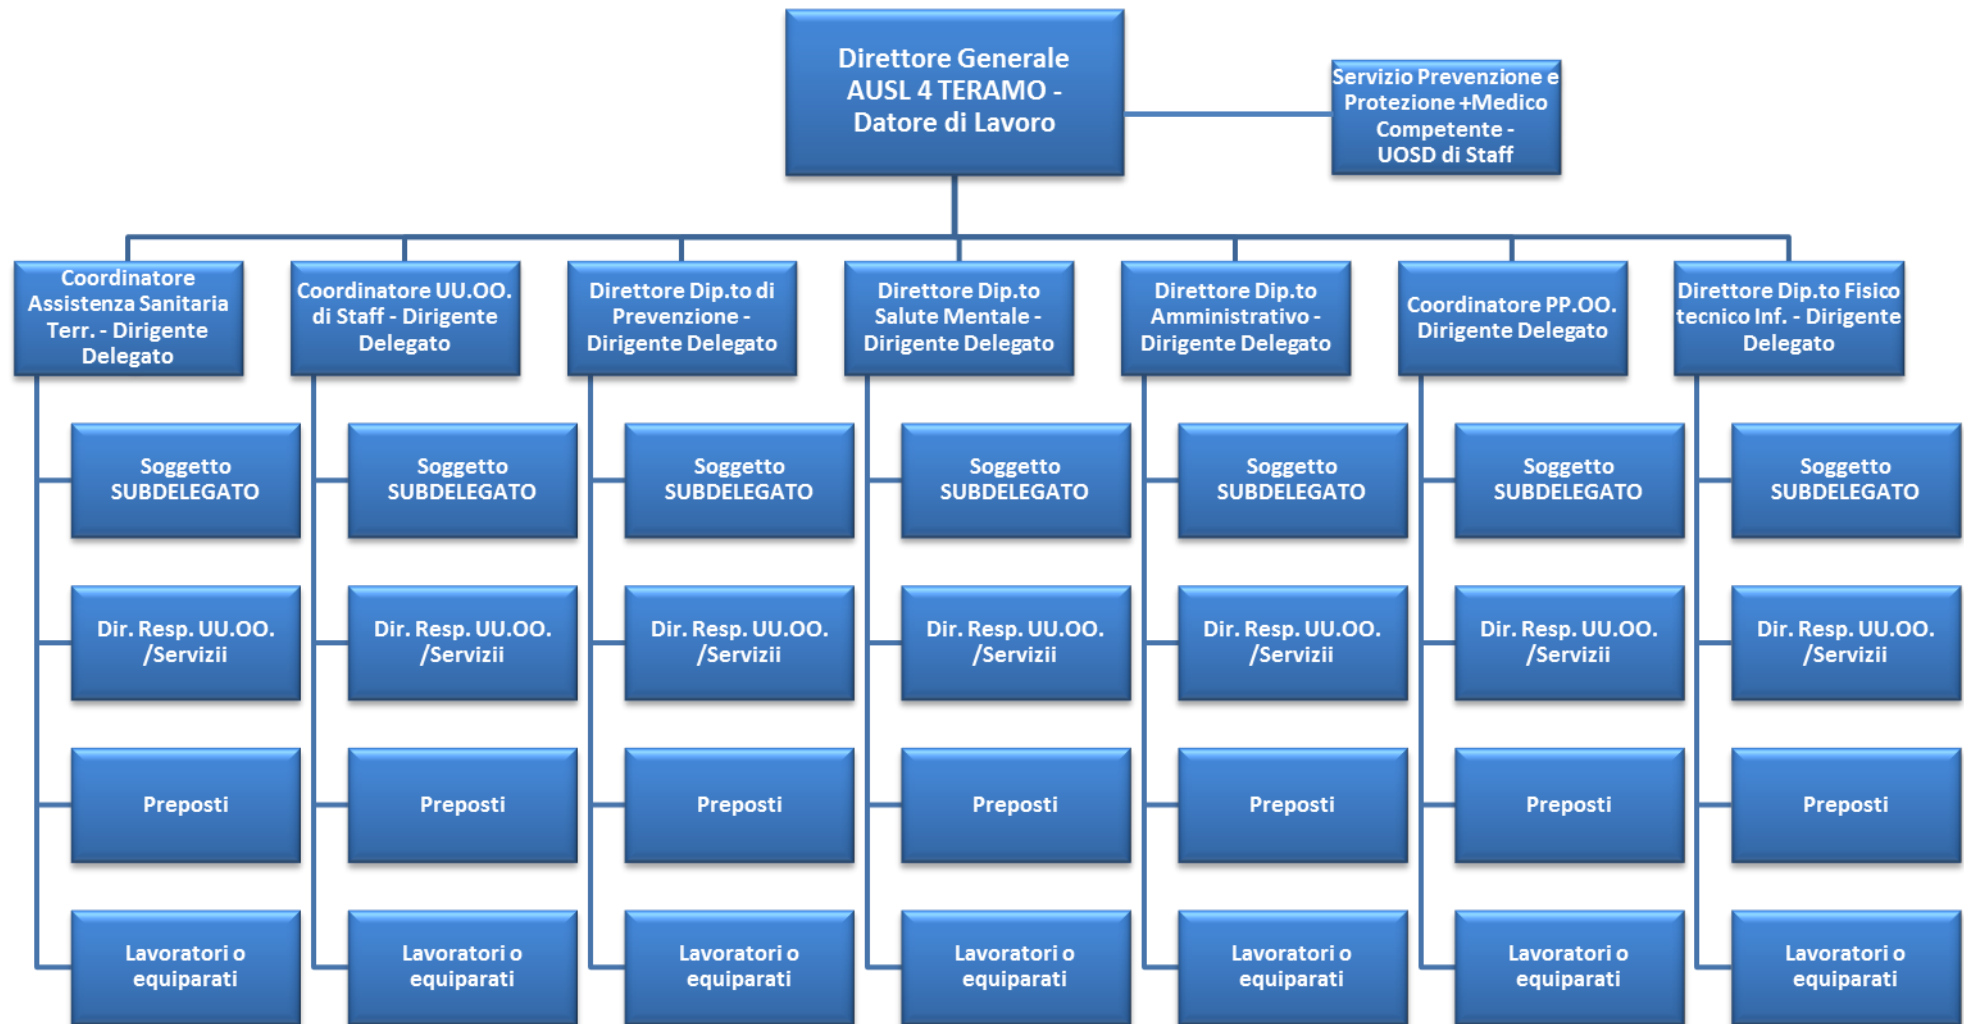 Direttore Generale
AUSL 4 TERAMO -
Datore di Lavoro
Servizio Prevenzione e
Protezione +Medico
Competente -
UOSD di Staff
Coordinatore
Assistenza Sanitaria
Terr. - Dirigente
Delegato
Coordinatore UU.OO.
di Staff - Dirigente
Delegato
Direttore Dip.to di
Prevenzione -
Dirigente Delegato
Direttore Dip.to
Salute Mentale -
Dirigente Delegato
Direttore Dip.to
Amministrativo -
Dirigente Delegato
Coordinatore PP.OO.
Dirigente Delegato
Direttore Dip.to Fisico
tecnico Inf. - Dirigente
Delegato
Soggetto
SUBDELEGATO
Soggetto
SUBDELEGATO
Soggetto
SUBDELEGATO
Soggetto
SUBDELEGATO
Soggetto
SUBDELEGATO
Soggetto
SUBDELEGATO
Soggetto
SUBDELEGATO
Dir. Resp. UU.OO.
/Servizii
Dir. Resp. UU.OO.
/Servizii
Dir. Resp. UU.OO.
/Servizii
Dir. Resp. UU.OO.
/Servizii
Dir. Resp. UU.OO.
/Servizii
Dir. Resp. UU.OO.
/Servizii
Dir. Resp. UU.OO.
/Servizii
Preposti
Preposti
Preposti
Preposti
Preposti
Preposti
Preposti
Lavoratori o
equiparati
Lavoratori o
equiparati
Lavoratori o
equiparati
Lavoratori o
equiparati
Lavoratori o
equiparati
Lavoratori o
equiparati
Lavoratori o
equiparati